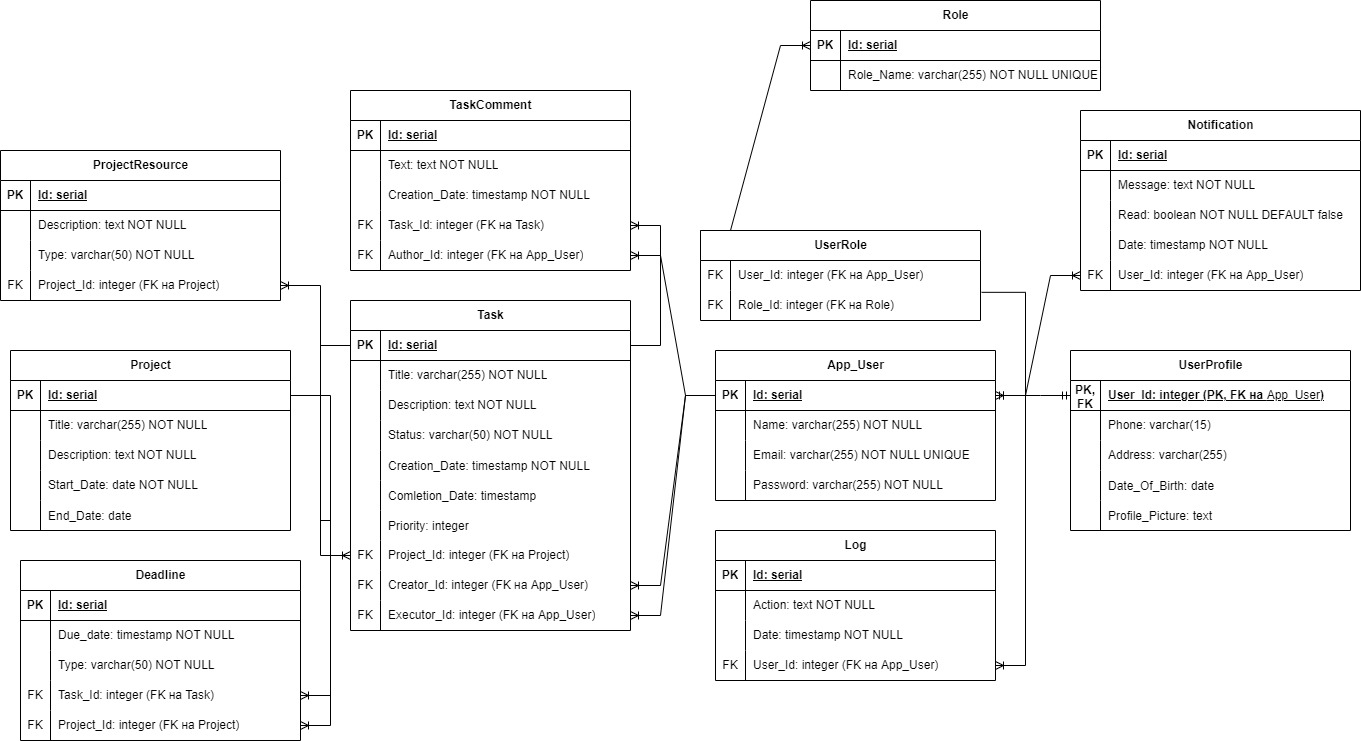 Role
PK Id: serial
Role_Name: varchar(255) NOT NULL UNIQUE
TaskComment
PK Id: serial
Text: text NOT NULL
Creation_Date: timestamp NOT NULL
FK Task_Id: integer (FK на Task)
FK Author_Id: integer (FK на App_User)
Notification
PK Id: serial
Message: text NOT NULL
Read: boolean NOT NULL DEFAULT false
Date: timestamp NOT NULL
FK User_Id: integer (FK на App_User)
ProjectResource
PK Id: serial
Description: text NOT NULL
Type: varchar(50) NOT NULL
FK Project_Id: integer (FK на Project)
UserRole
FK User_Id: integer (FK на App_User)
FK Role_Id: integer (FK на Role)
Task
PK Id: serial
Title: varchar(255) NOT NULL
Description: text NOT NULL
Status: varchar(50) NOT NULL
Creation_Date: timestamp NOT NULL
Comletion_Date: timestamp
Priority: integer
FK Project_Id: integer (FK на Project)
FK Creator_Id: integer (FK на App_User)
FK Executor_Id: integer (FK на App_User)
Project
PK Id: serial
Title: varchar(255) NOT NULL
Description: text NOT NULL
Start_Date: date NOT NULL
End_Date: date
App_User
PK Id: serial
Name: varchar(255) NOT NULL
Email: varchar(255) NOT NULL UNIQUE
Password: varchar(255) NOT NULL
UserProfile
PK, FK User_Id: integer (PK, FK на App_User)
Phone: varchar(15)
Address: varchar(255)
Date_Of_Birth: date
Profile_Picture: text
Log
PK Id: serial
Action: text NOT NULL
Date: timestamp NOT NULL
FK User_Id: integer (FK на App_User)
Deadline
PK Id: serial
Due_date: timestamp NOT NULL
Type: varchar(50) NOT NULL
FK Task_Id: integer (FK на Task)
FK Project_Id: integer (FK на Project)